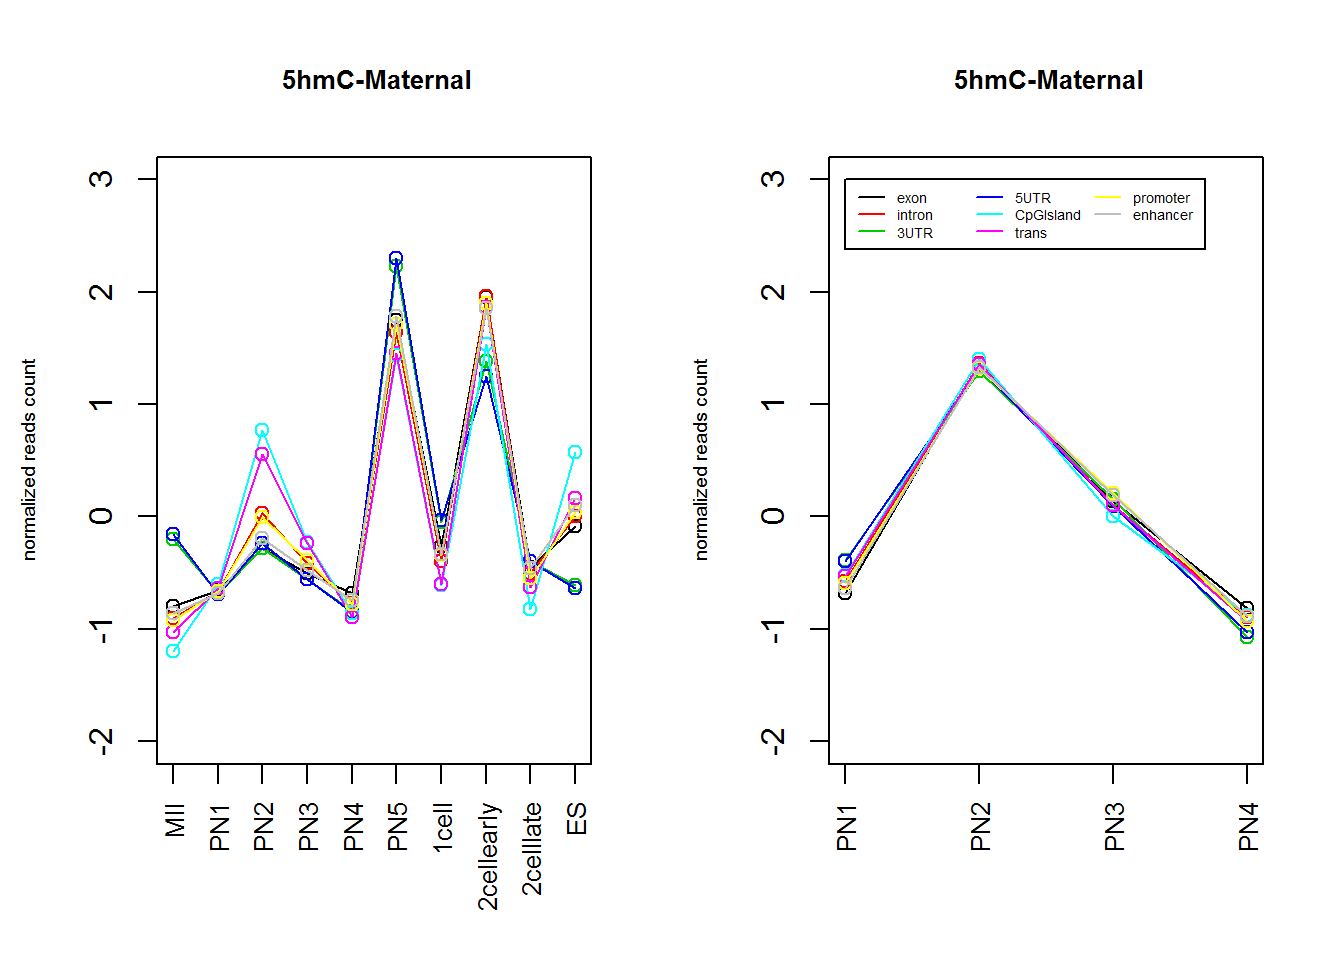 5hmC-Maternal
normalized reads count
3
2
1
0
-1
-2
MII
PN1
PN2
PN3
PN4
PN5
1cell
2cellearly
2celllate
ES
5hmC-Maternal
normalized reads count
3
2
1
0
-1
-2
exon 5UTR promoter
intron CpGIsland enhancer
3UTR trans
PN1
PN2
PN3
PN4